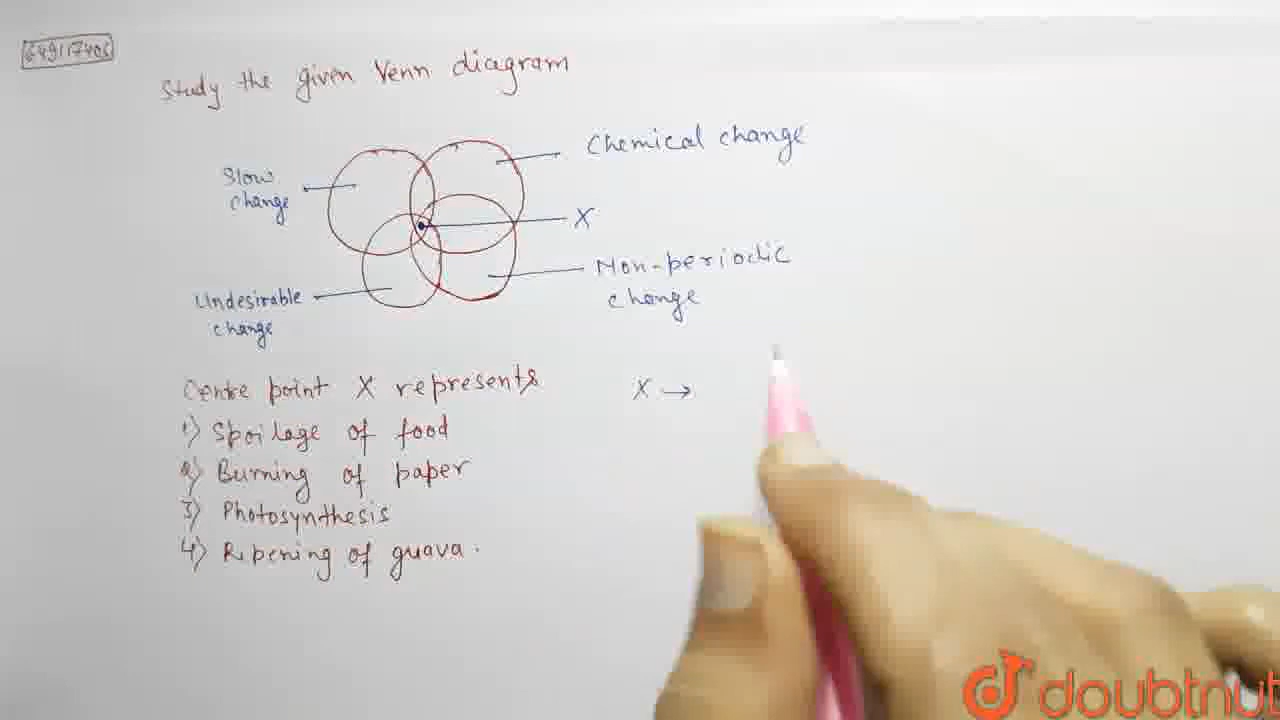 649117406
Study the given Venn diagram
Chemical change
Slow
change
X
Non-periodic
change
Undesirable
change
Centre point X represents
1) Spoilage of food
2) Burning of paper
3) Photosynthesis
4) Ripening of guava.
X →
doubtnut